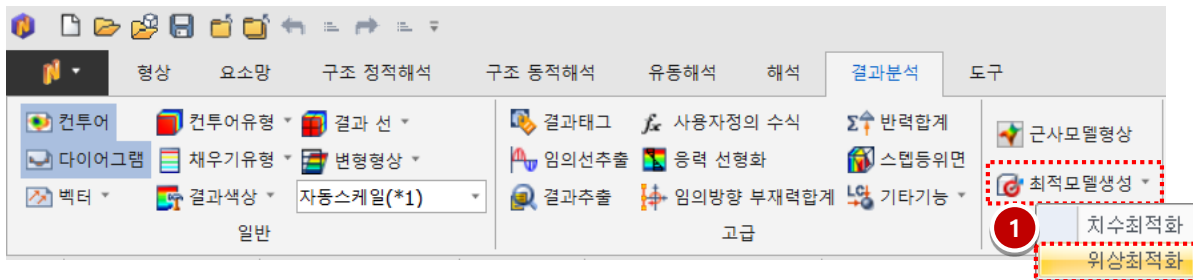 형상 요소망 구조 정적해석 구조 동적해석 유동해석 해석 결과분석 도구
컨투어 컨투어유형 결과 선 결과태그 fx 사용자정의 수식 반력합계
근사모델형상
다이어그램 채우기유형 변형형상 임의선추출 응력 선형화 스텝등위면
최적모델생성
벡터 결과색상 자동스케일(*1) 결과추출 임의방향 부재력합계 기타기능
1 치수최적화
일반 고급
위상최적화